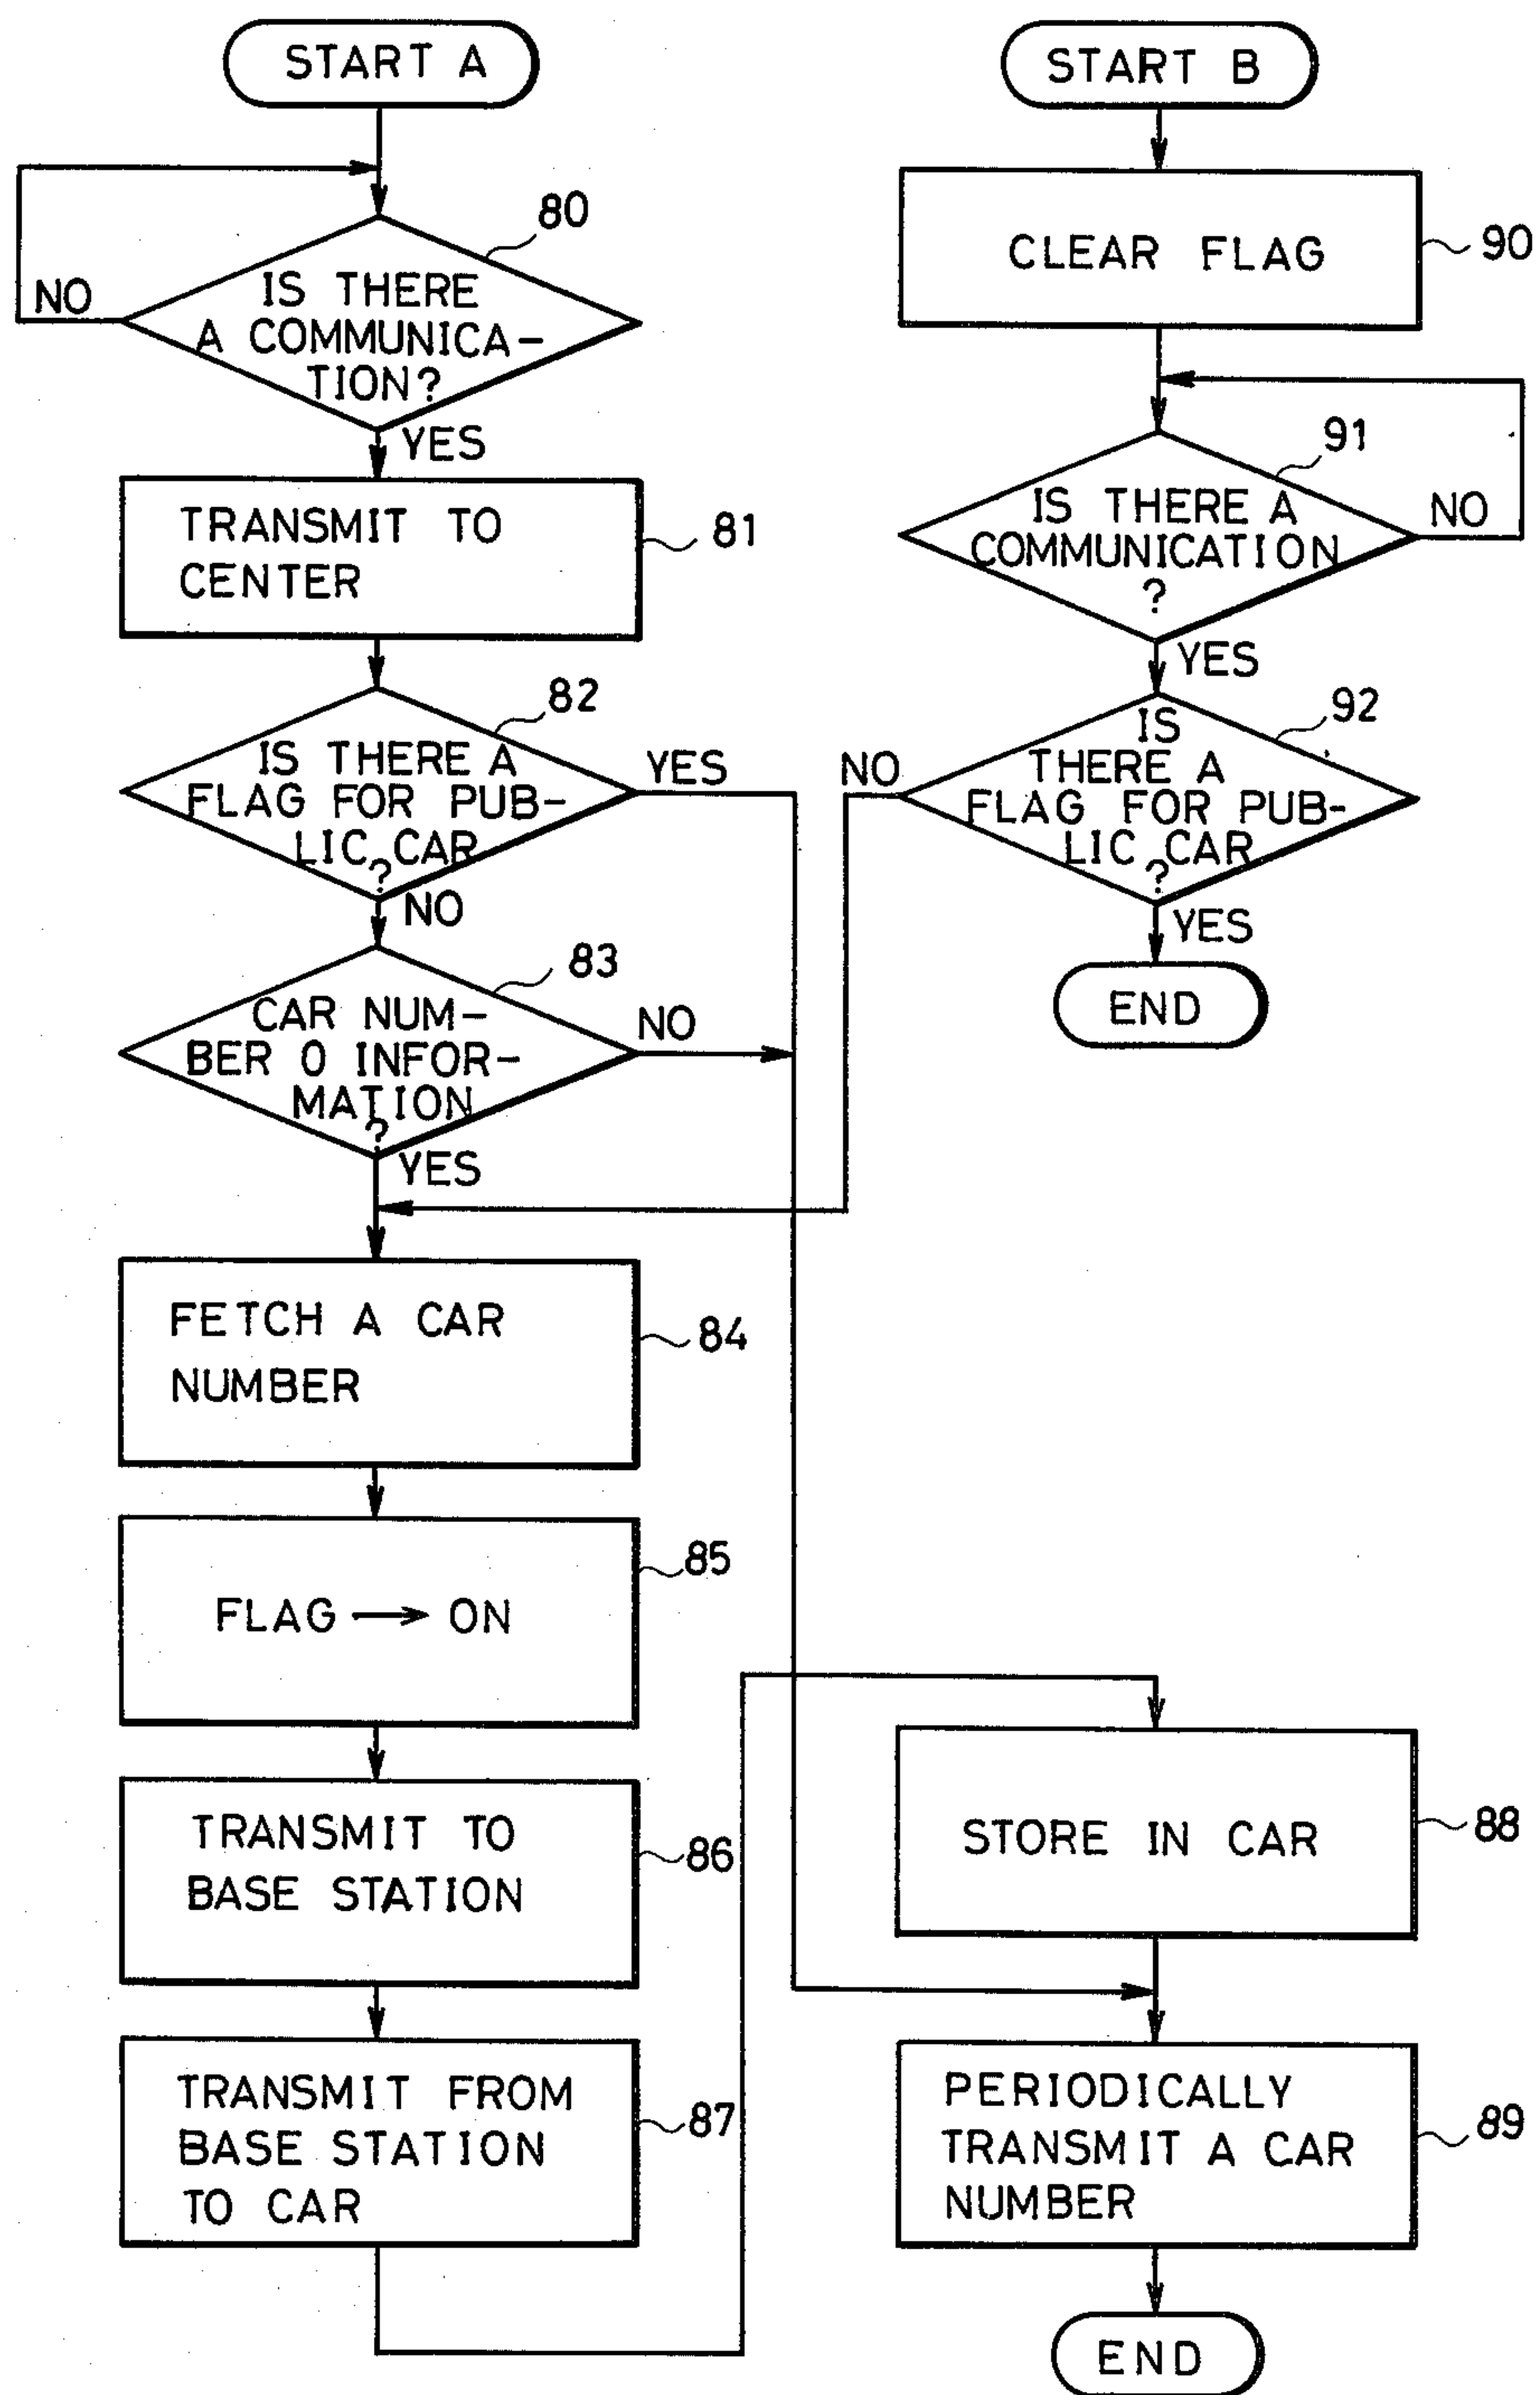 START A
NO
80
IS THERE
A COMMUNICA-
TION?
YES
TRANSMIT TO
CENTER
81
82
IS THERE A
FLAG FOR PUB-
LIC CAR
?
YES
NO
83
CAR NUM-
BER 0 INFOR-
MATION
?
NO
YES
FETCH A CAR
NUMBER
84
FLAG → ON
85
TRANSMIT TO
BASE STATION
86
TRANSMIT FROM
BASE STATION
TO CAR
87
START B
CLEAR FLAG
90
91
IS THERE A
COMMUNICATION
?
NO
YES
92
IS
THERE A
FLAG FOR PUB-
LIC CAR
?
NO
YES
END
STORE IN CAR
88
PERIODICALLY
TRANSMIT A CAR
NUMBER
89
END